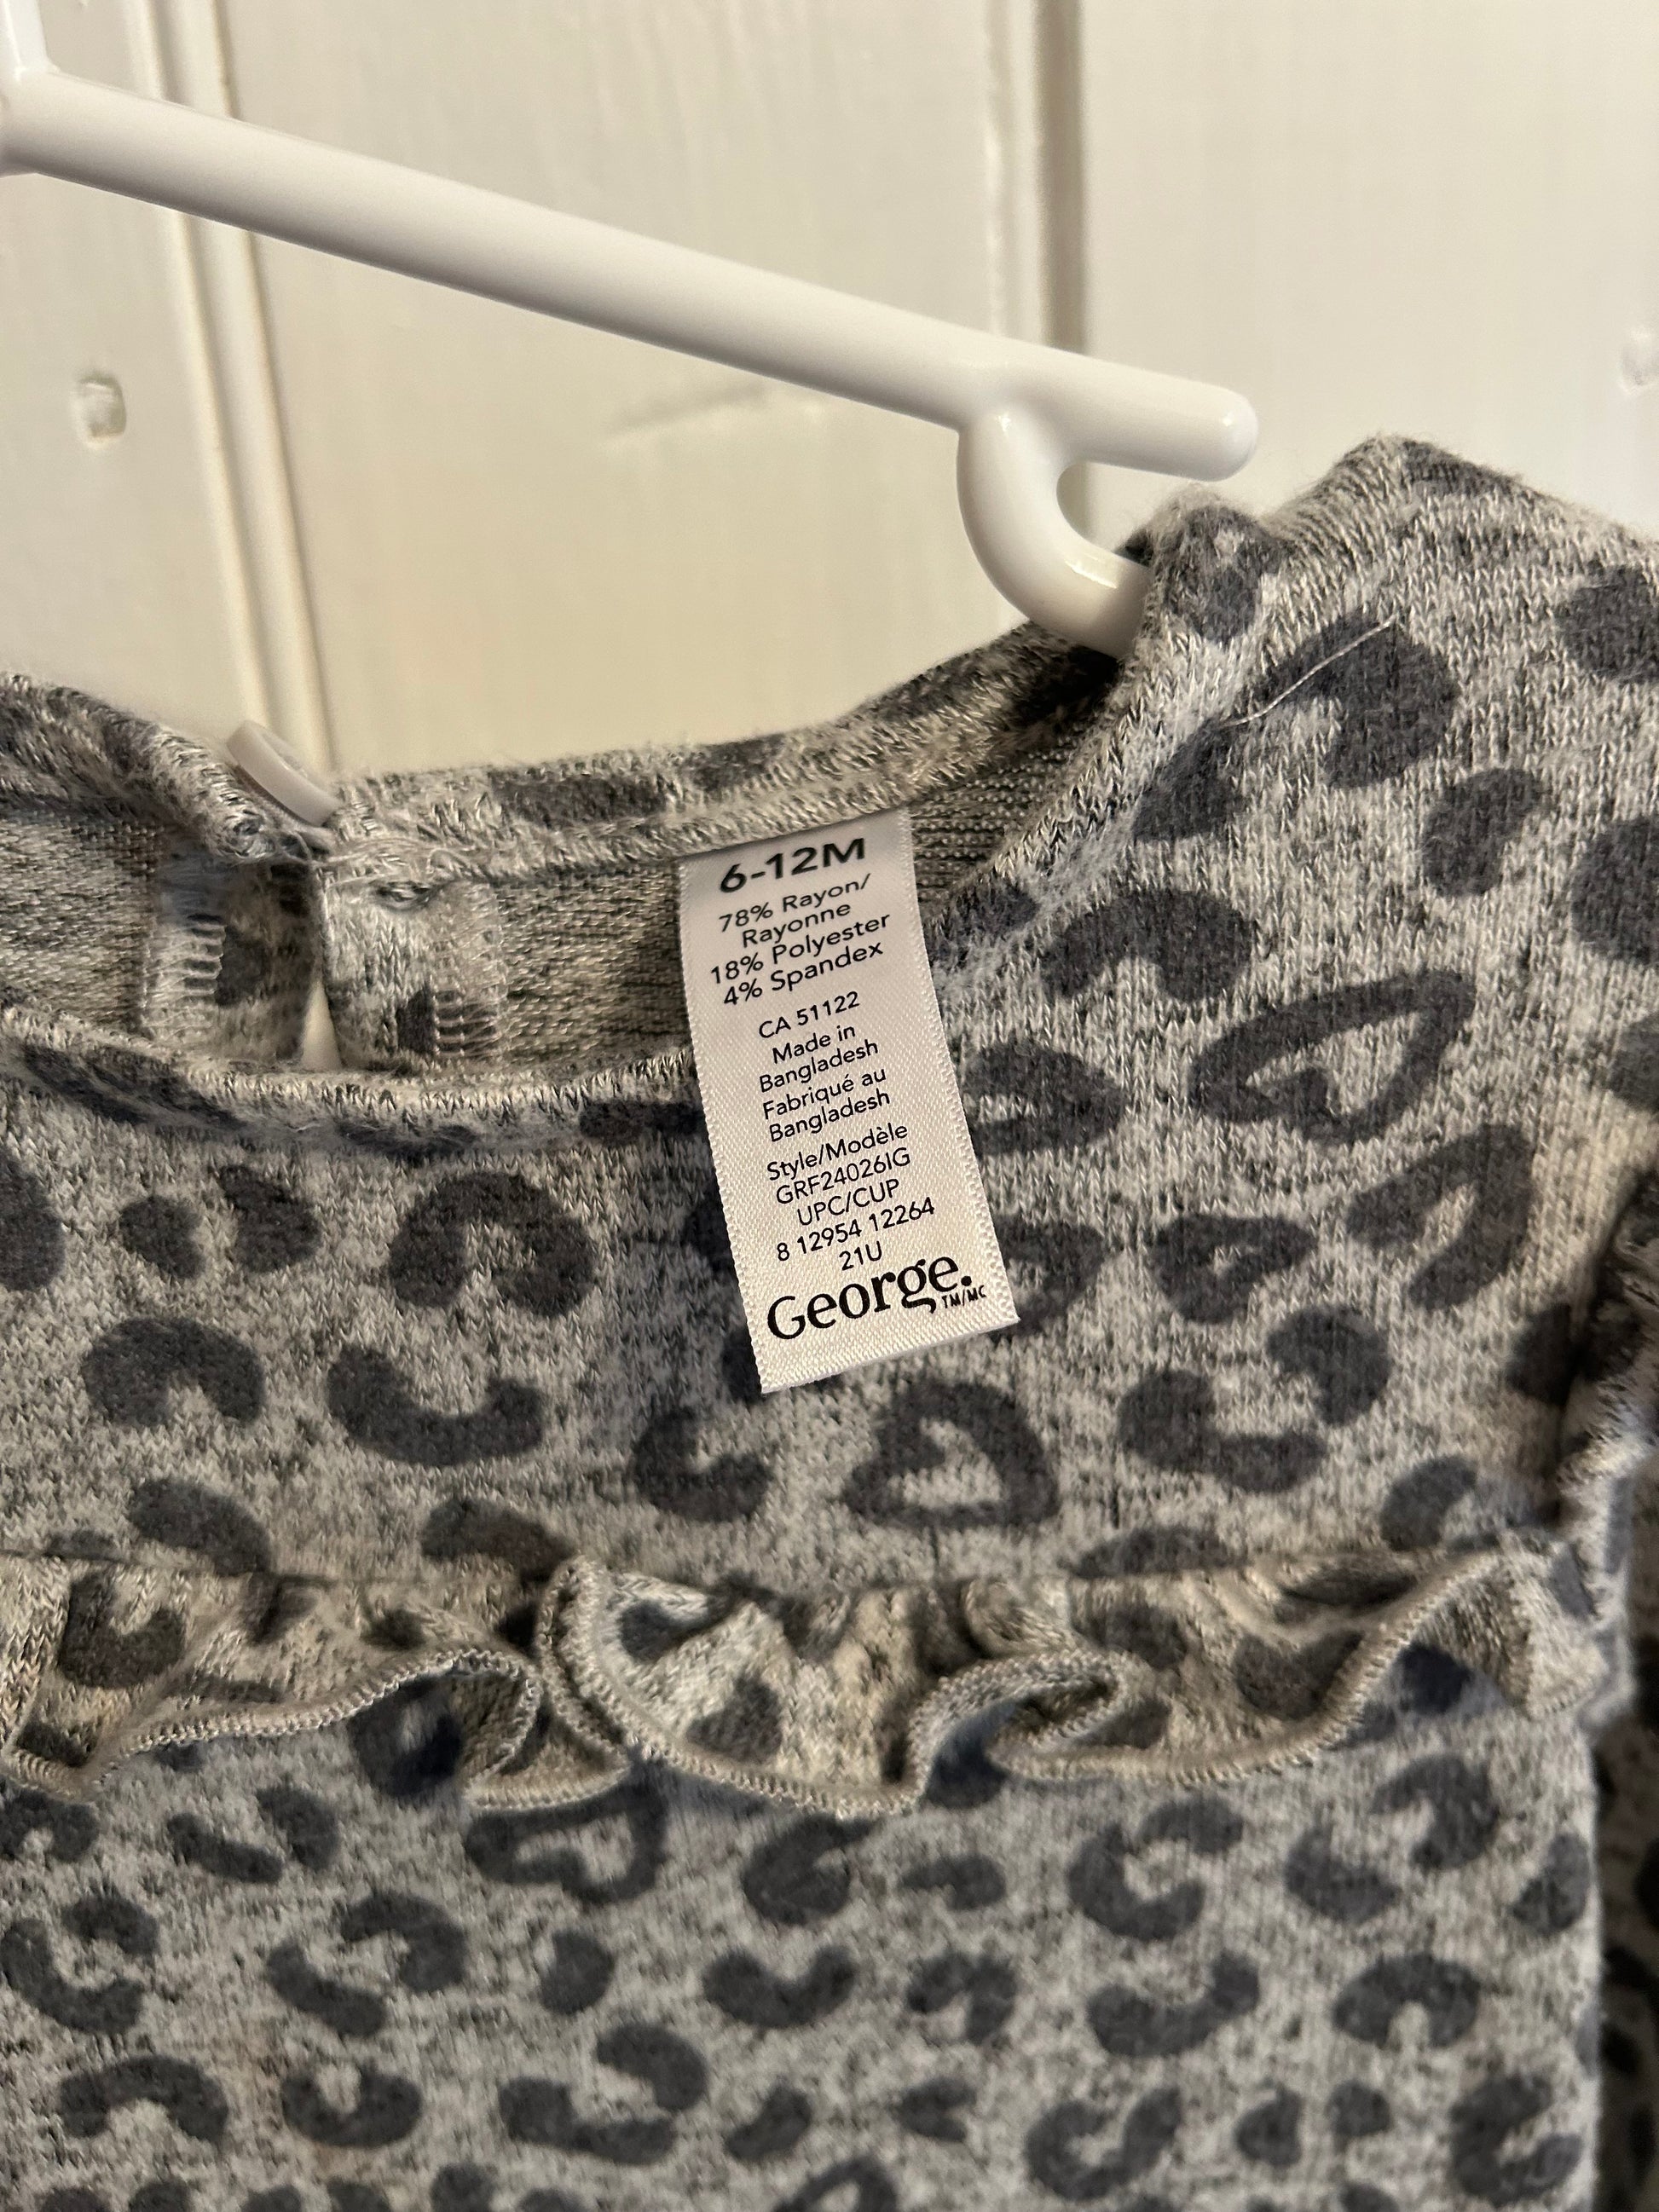 6-12M
78% Rayon/
Rayonne
18% Polyester
4% Spandex
CA 51122
Made in
Bangladesh
Fabriqué au
Bangladesh
Style/Modèle
GRF24026IG
UPC/CUP
8 12954 12264
21U
George.
TM/MC